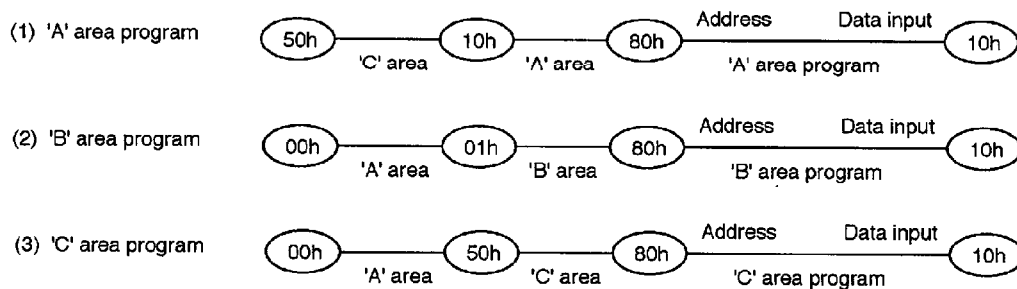 Address Data input
(1) 'A' area program 50h 10h 80h 10h
'C' area 'A' area 'A' area program
Address Data input
(2) 'B' area program 00h 01h 80h 10h
'A' area 'B' area 'B' area program
Address Data input
(3) 'C' area program 00h 50h 80h 10h
'A' area 'C' area 'C' area program